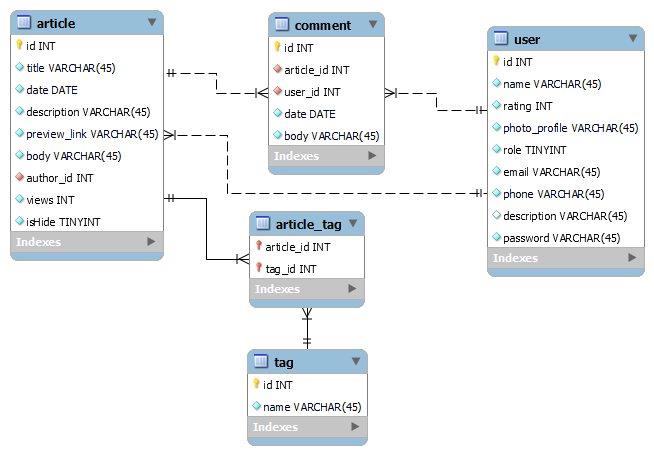 article
id INT
title VARCHAR(45)
date DATE
description VARCHAR(45)
preview_link VARCHAR(45)
body VARCHAR(45)
author_id INT
views INT
isHide TINYINT
Indexes
comment
id INT
article_id INT
user_id INT
date DATE
body VARCHAR(45)
Indexes
user
id INT
name VARCHAR(45)
rating INT
photo_profile VARCHAR(45)
role TINYINT
email VARCHAR(45)
phone VARCHAR(45)
description VARCHAR(45)
password VARCHAR(45)
Indexes
article_tag
article_id INT
tag_id INT
Indexes
tag
id INT
name VARCHAR(45)
Indexes